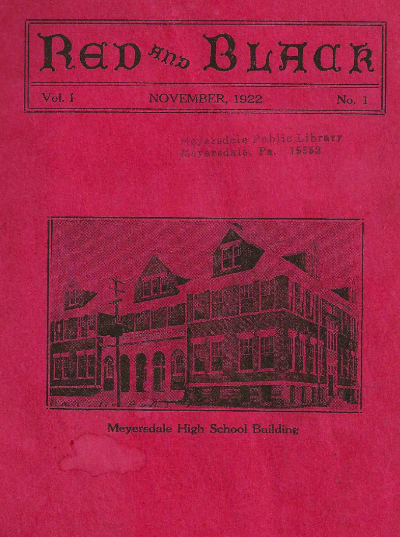 RED AND BLACK
Vol. I NOVEMBER, 1922 No. 1
Meyersdale Public Library
Meyersdale, Pa. 15552
Meyersdale High School Building